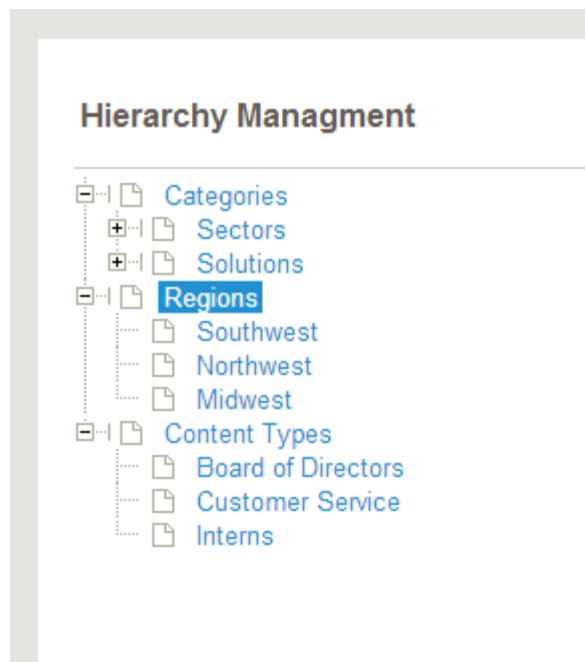 Hierarchy Managment
Categories
Sectors
Solutions
Regions
Southwest
Northwest
Midwest
Content Types
Board of Directors
Customer Service
Interns